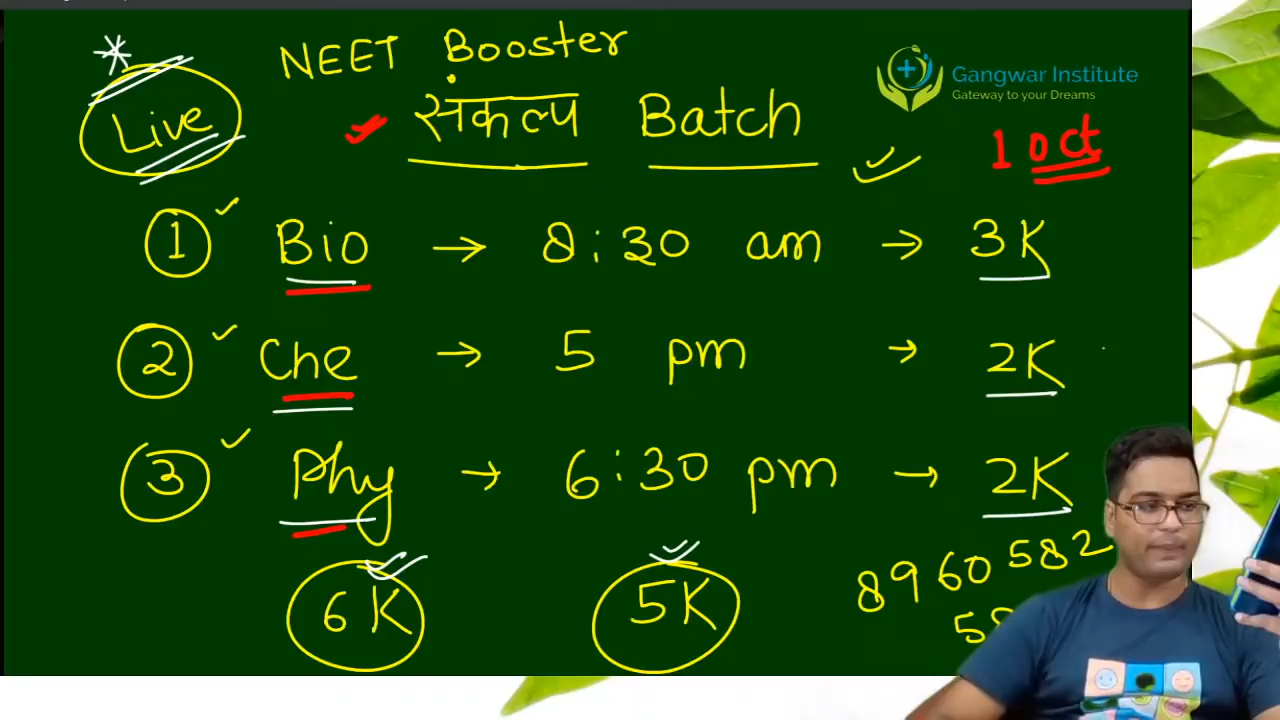 NEET Booster
Live
संकल्प Batch
Gangwar Institute
Gateway to your Dreams
1 Oct
1 Bio → 8:30 am → 3K
2 Che → 5 pm → 2K
3 Phy → 6:30 pm → 2K
6K
5K
8960582